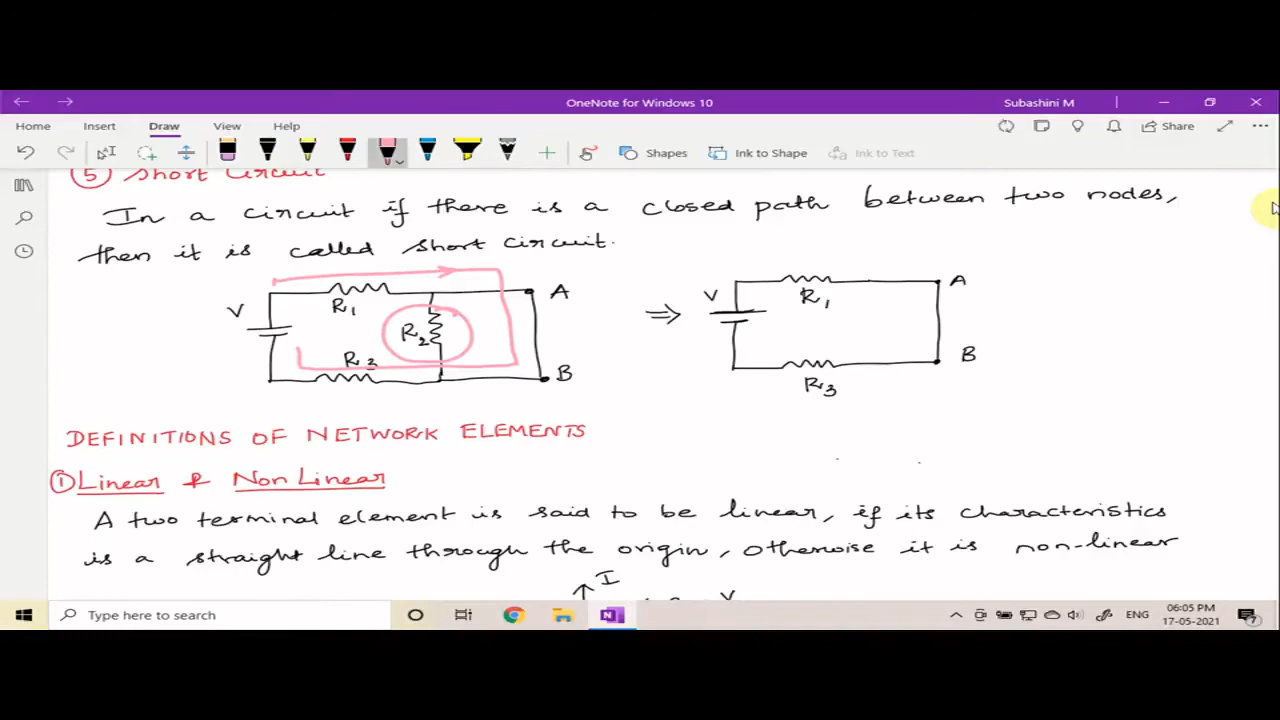 OneNote for Windows 10
Subashini M
Home Insert Draw View Help
Share
Shapes
Ink to Shape
Ink to Text
5 Short Circuit
In a circuit if there is a closed path between two nodes,
then it is called short circuit.
V R1 R2 R3 A B
⇒ V R1 R3 A B
DEFINITIONS OF NETWORK ELEMENTS
1 Linear & Non Linear
A two terminal element is said to be linear, if its characteristics
is a straight line through the origin, otherwise it is non-linear
↑ I
V
Type here to search
ENG
06:05 PM
17-05-2021
7